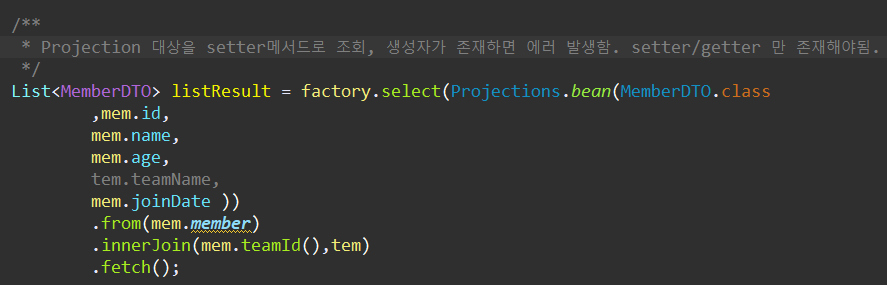 /**
 * Projection 대상을 setter메서드로 조회, 생성자가 존재하면 에러 발생함. setter/getter 만 존재해야됨.
 */
List<MemberDTO> listResult = factory.select(Projections.bean(MemberDTO.class
,mem.id,
mem.name,
mem.age,
tem.teamName,
mem.joinDate ))
.from(mem.member)
.innerJoin(mem.teamId(),tem)
.fetch();